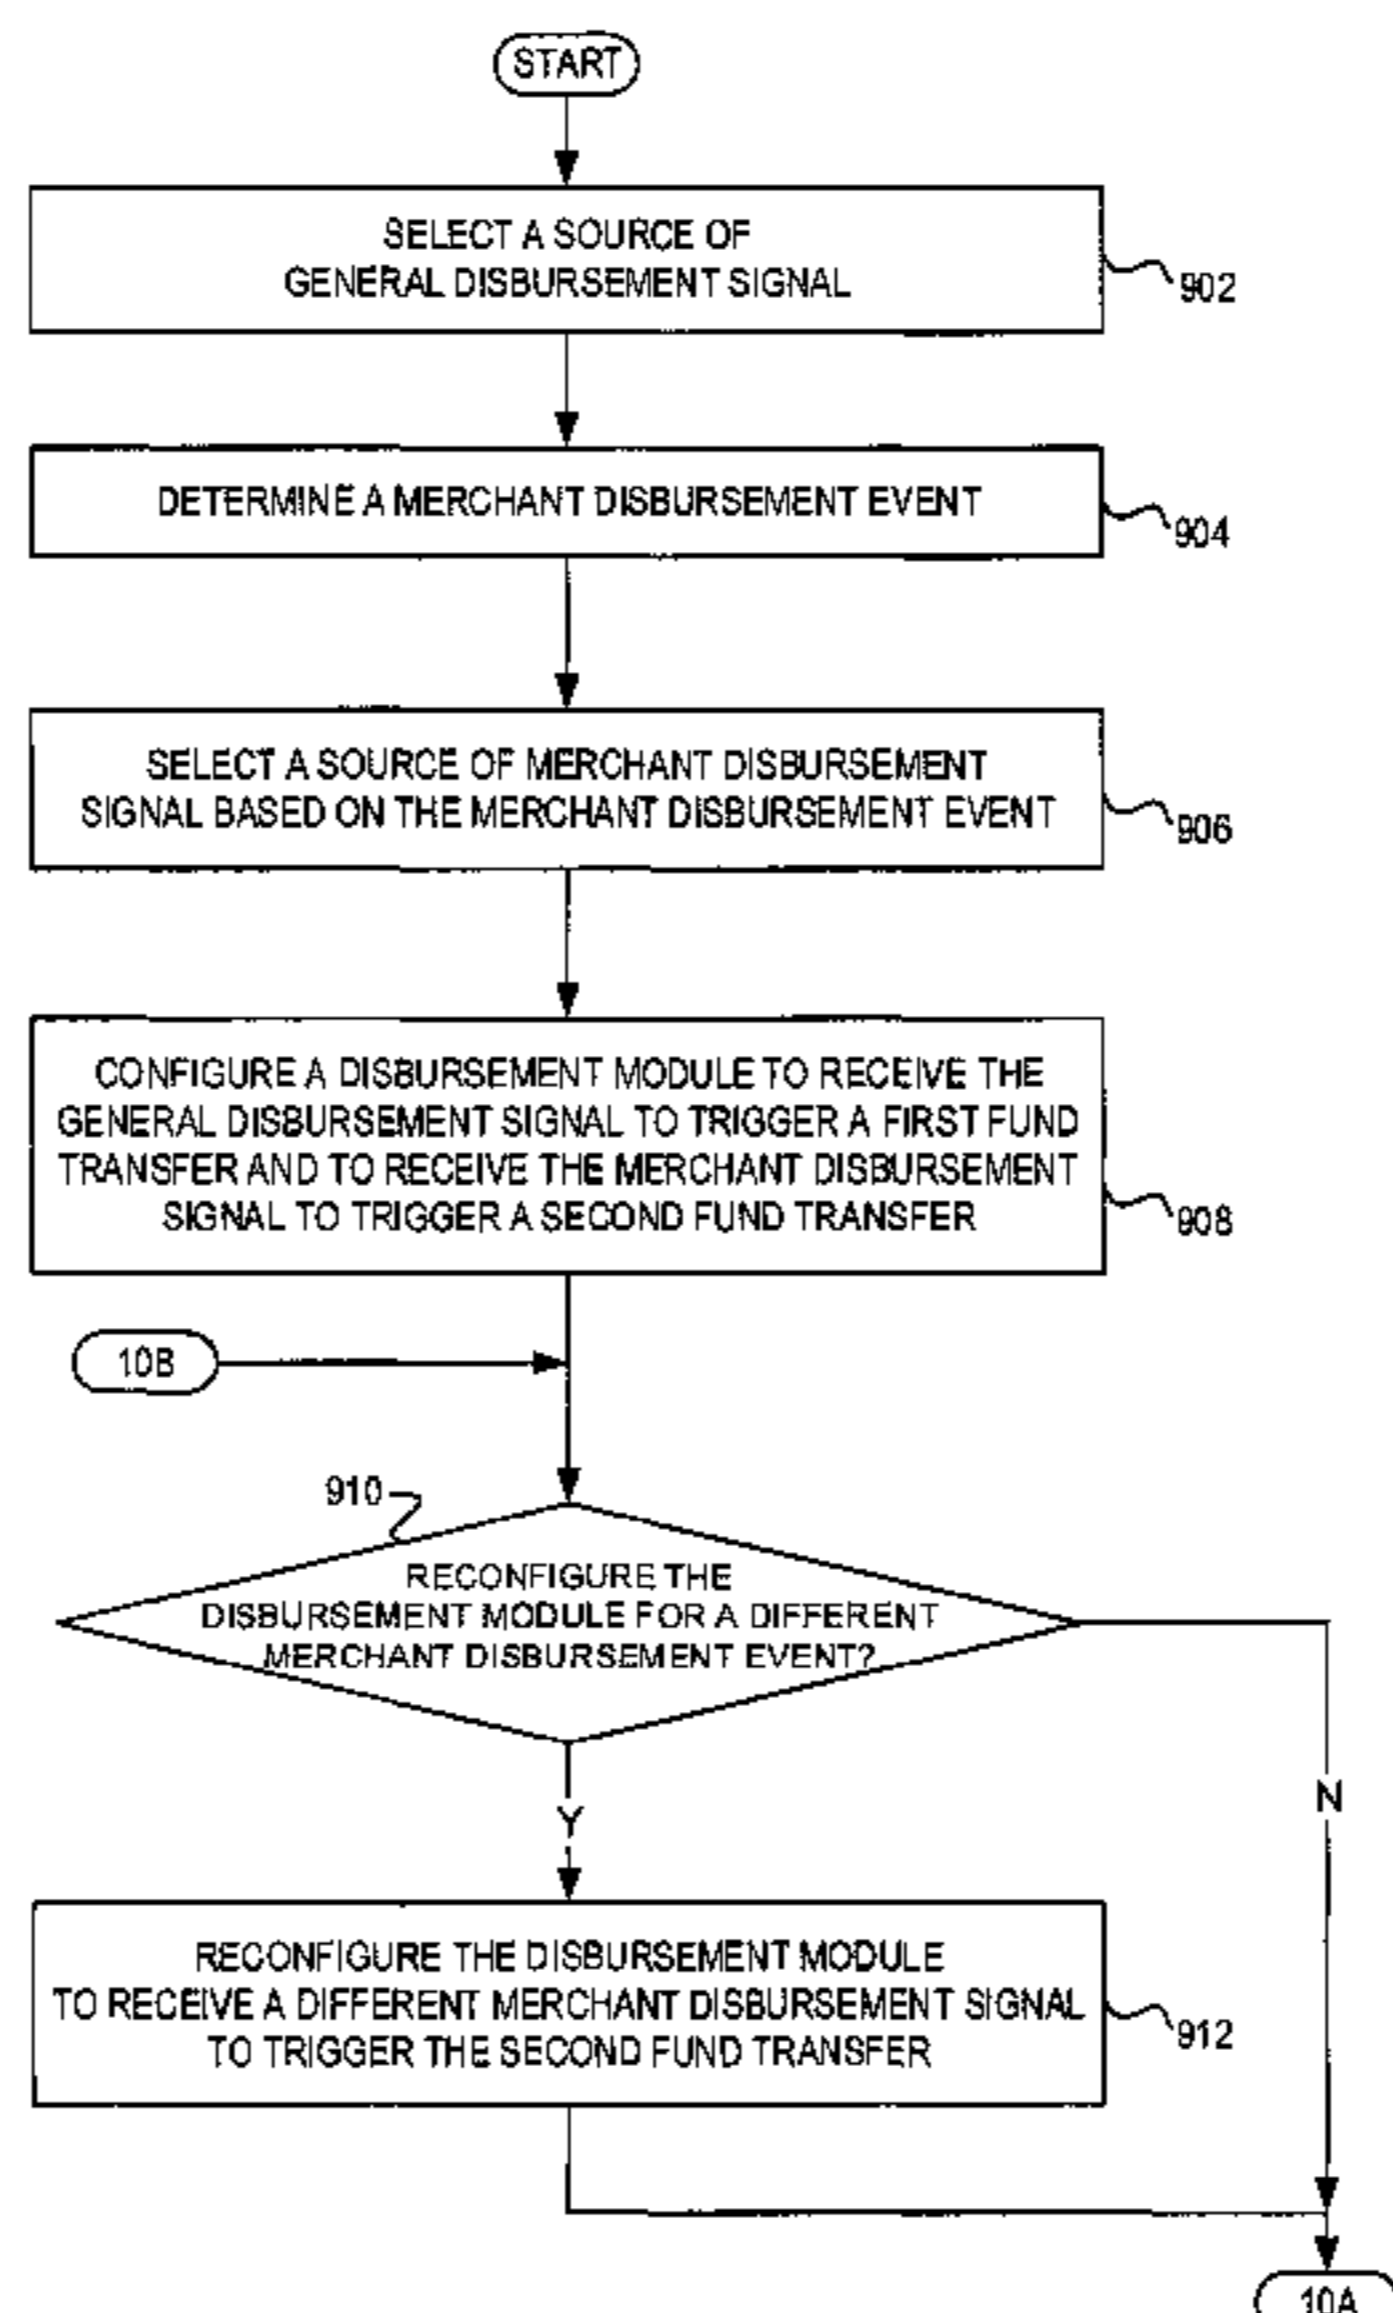 START
SELECT A SOURCE OF
GENERAL DISBURSEMENT SIGNAL
902
DETERMINE A MERCHANT DISBURSEMENT EVENT
904
SELECT A SOURCE OF MERCHANT DISBURSEMENT
SIGNAL BASED ON THE MERCHANT DISBURSEMENT EVENT
906
CONFIGURE A DISBURSEMENT MODULE TO RECEIVE THE
GENERAL DISBURSEMENT SIGNAL TO TRIGGER A FIRST FUND
TRANSFER AND TO RECEIVE THE MERCHANT DISBURSEMENT
SIGNAL TO TRIGGER A SECOND FUND TRANSFER
908
10B
910
RECONFIGURE THE
DISBURSEMENT MODULE FOR A DIFFERENT
MERCHANT DISBURSEMENT EVENT?
N
Y
RECONFIGURE THE DISBURSEMENT MODULE
TO RECEIVE A DIFFERENT MERCHANT DISBURSEMENT SIGNAL
TO TRIGGER THE SECOND FUND TRANSFER
912
10A